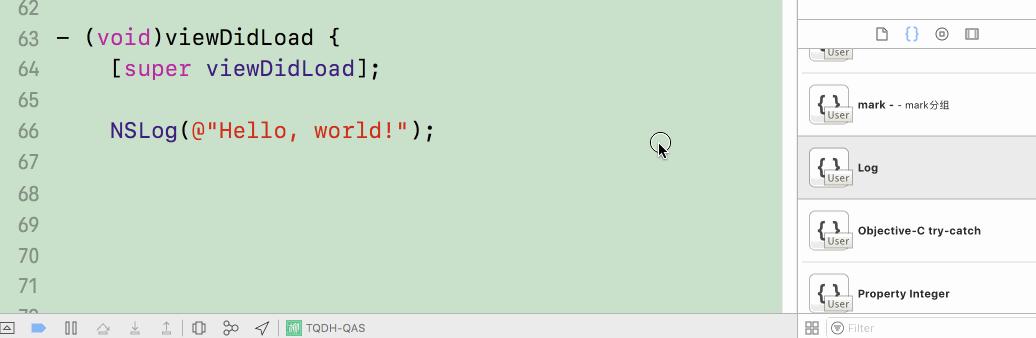 62
63 - (void)viewDidLoad {
64 [super viewDidLoad];
65
66 NSLog(@"Hello, world!");
67
68
69
70
71
72
TQDH-QAS
User
mark - - mark分组
User
Log
User
Objective-C try-catch
User
Property Integer
User
Filter